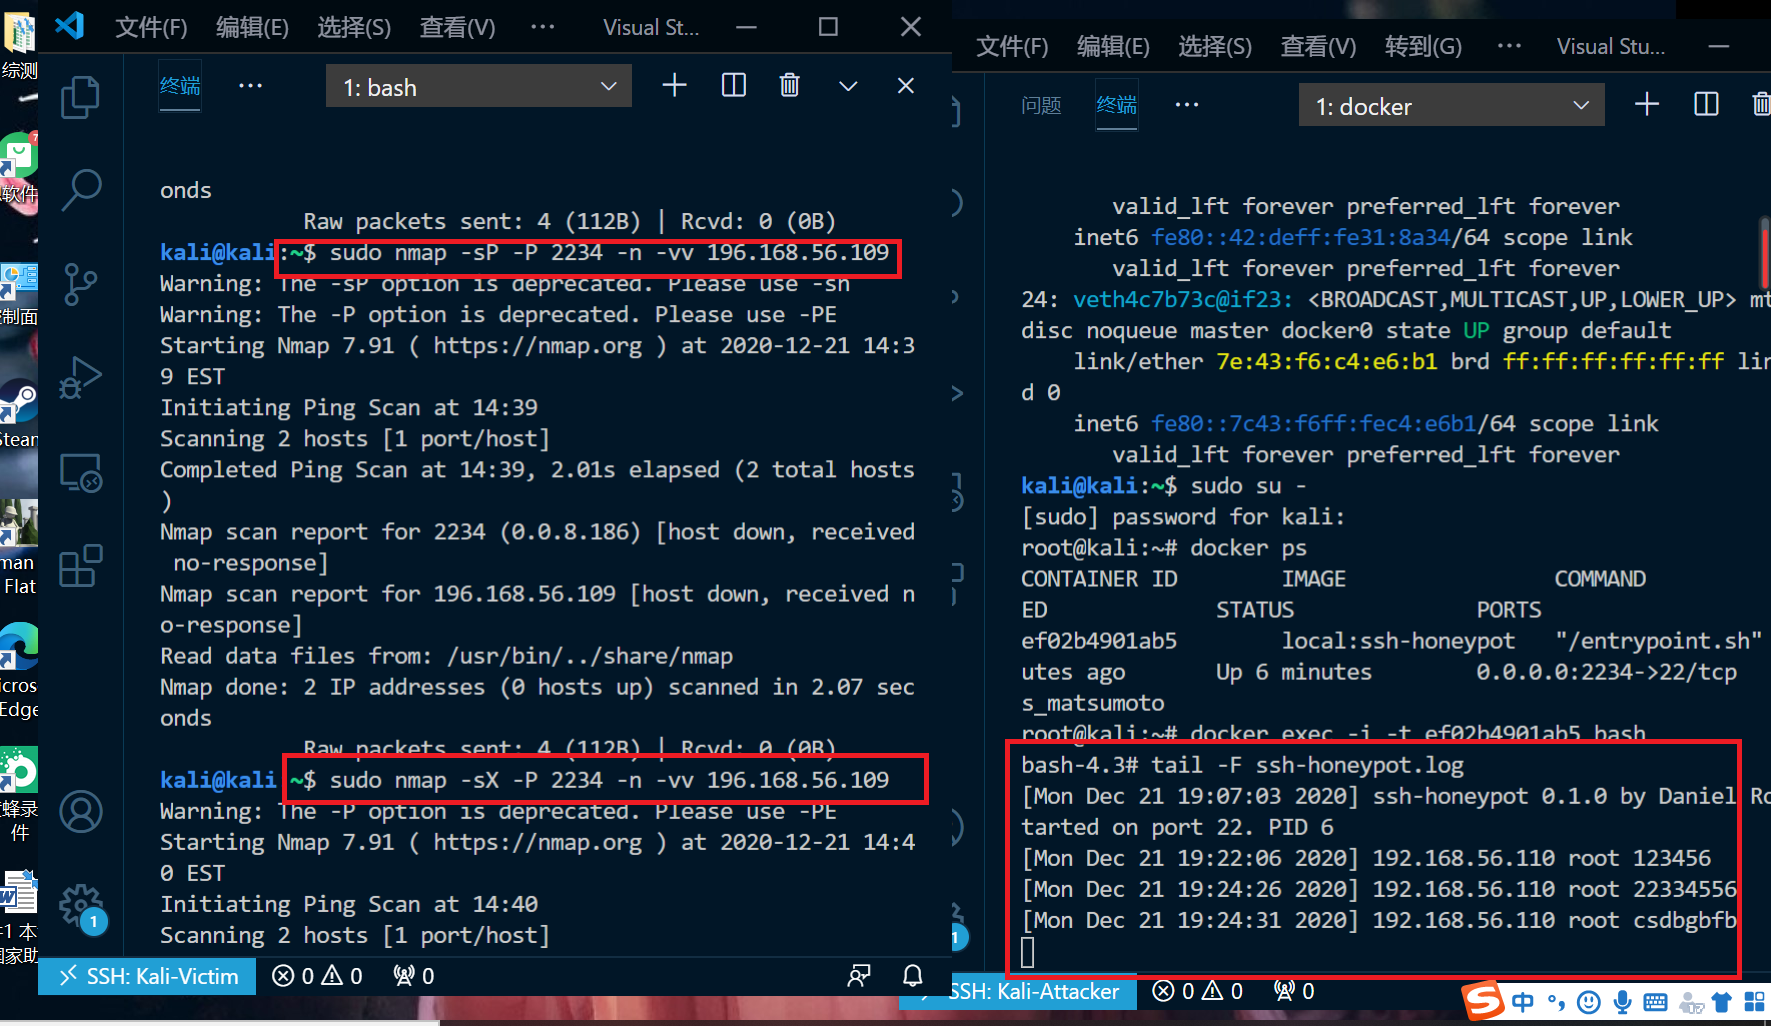 文件(F) 编辑(E) 选择(S) 查看(V) ··· Visual St...
终端 ··· 1: bash
onds
Raw packets sent: 4 (112B) | Rcvd: 0 (0B)
kali@kali:~$ sudo nmap -sP -P 2234 -n -vv 196.168.56.109
Warning: The -sP option is deprecated. Please use -sn
Warning: The -P option is deprecated. Please use -PE
Starting Nmap 7.91 ( https://nmap.org ) at 2020-12-21 14:3
9 EST
Initiating Ping Scan at 14:39
Scanning 2 hosts [1 port/host]
Completed Ping Scan at 14:39, 2.01s elapsed (2 total hosts
)
Nmap scan report for 2234 (0.0.8.186) [host down, received
no-response]
Nmap scan report for 196.168.56.109 [host down, received n
o-response]
Read data files from: /usr/bin/../share/nmap
Nmap done: 2 IP addresses (0 hosts up) scanned in 2.07 sec
onds
Raw packets sent: 4 (112B) | Rcvd: 0 (0B)
kali@kali ~$ sudo nmap -sX -P 2234 -n -vv 196.168.56.109
Warning: The -P option is deprecated. Please use -PE
Starting Nmap 7.91 ( https://nmap.org ) at 2020-12-21 14:4
0 EST
Initiating Ping Scan at 14:40
Scanning 2 hosts [1 port/host]
1
SSH: Kali-Victim 0 0 0
文件(F) 编辑(E) 选择(S) 查看(V) 转到(G) ··· Visual Stu...
问题 终端 ··· 1: docker
valid_lft forever preferred_lft forever
inet6 fe80::42:deff:fe31:8a34/64 scope link
valid_lft forever preferred_lft forever
24: veth4c7b73c@if23: <BROADCAST,MULTICAST,UP,LOWER_UP> mt
disc noqueue master docker0 state UP group default
link/ether 7e:43:f6:c4:e6:b1 brd ff:ff:ff:ff:ff:ff lin
d 0
inet6 fe80::7c43:f6ff:fec4:e6b1/64 scope link
valid_lft forever preferred_lft forever
kali@kali:~$ sudo su -
[sudo] password for kali:
root@kali:~# docker ps
CONTAINER ID IMAGE COMMAND
ED STATUS PORTS
ef02b4901ab5 local:ssh-honeypot "/entrypoint.sh"
utes ago Up 6 minutes 0.0.0.0:2234->22/tcp
s_matsumoto
root@kali:~# docker exec -i -t ef02b4901ab5 bash
bash-4.3# tail -F ssh-honeypot.log
[Mon Dec 21 19:07:03 2020] ssh-honeypot 0.1.0 by Daniel Ro
tarted on port 22. PID 6
[Mon Dec 21 19:22:06 2020] 192.168.56.110 root 123456
[Mon Dec 21 19:24:26 2020] 192.168.56.110 root 22334556
[Mon Dec 21 19:24:31 2020] 192.168.56.110 root csdbgbfb
1
SSH: Kali-Attacker 0 0 0
S 中
综测
7
软件
制面
Steam
man
Flat
icros
Edge
蜂录
件
W
1 本
国家助